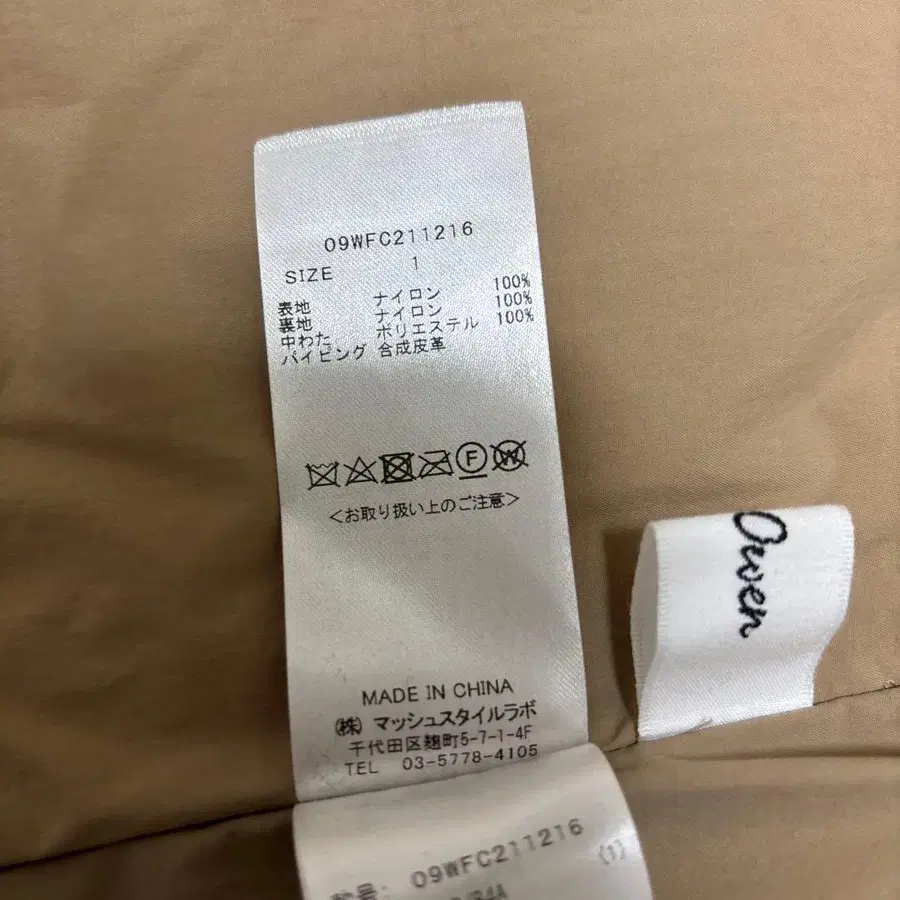 09WFC211216
SIZE 1
表地 ナイロン 100%
裏地 ナイロン 100%
中わた ポリエステル 100%
パイピング 合成皮革
F W
<お取り扱い上のご注意>
MADE IN CHINA
(株) マッシュスタイルラボ
千代田区麹町5-7-1-4F
TEL 03-5778-4105
Owen
款号: 09WFC211216 (1)